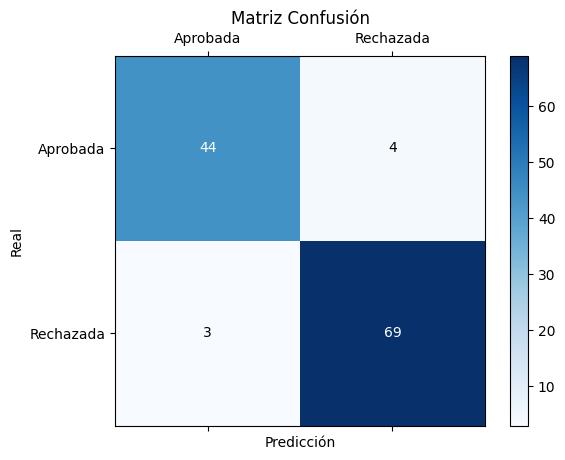 Matriz Confusión
Aprobada Rechazada
Aprobada 44 4
Rechazada 3 69
Real
Predicción
60
50
40
30
20
10